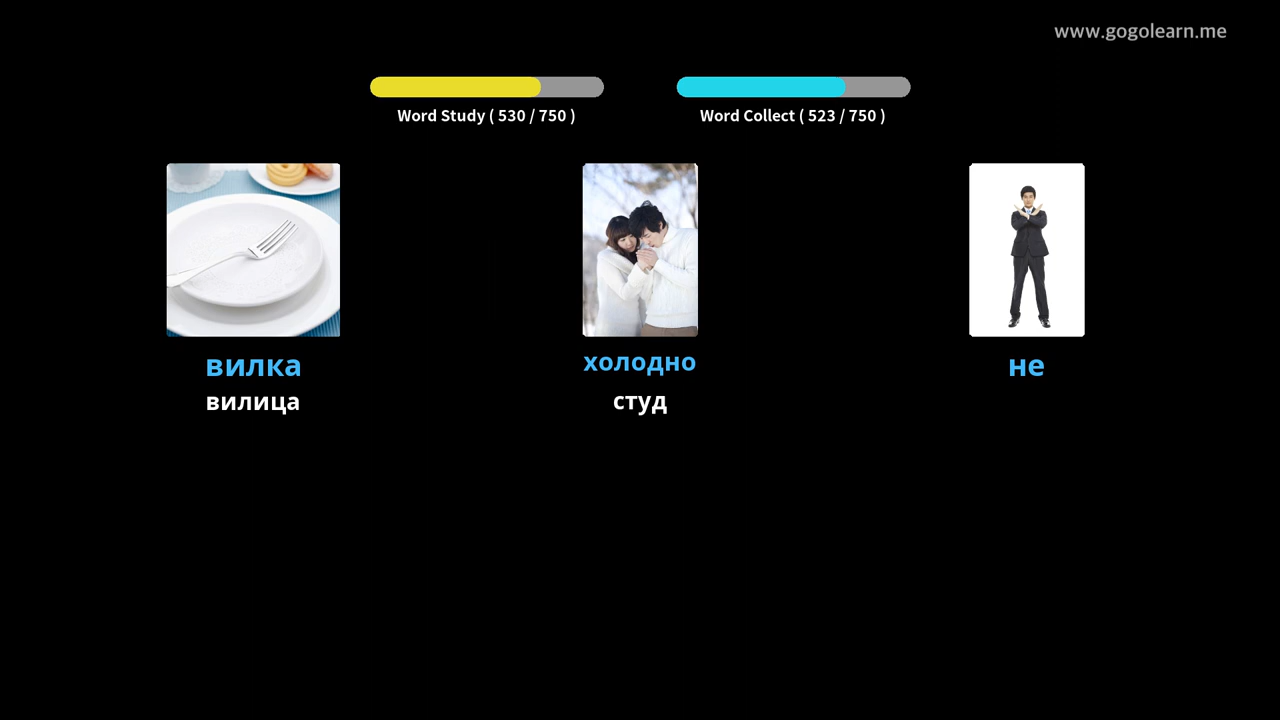 www.gogolearn.me
Word Study ( 530 / 750 )
Word Collect ( 523 / 750 )
вилка
вилица
холодно
студ
не